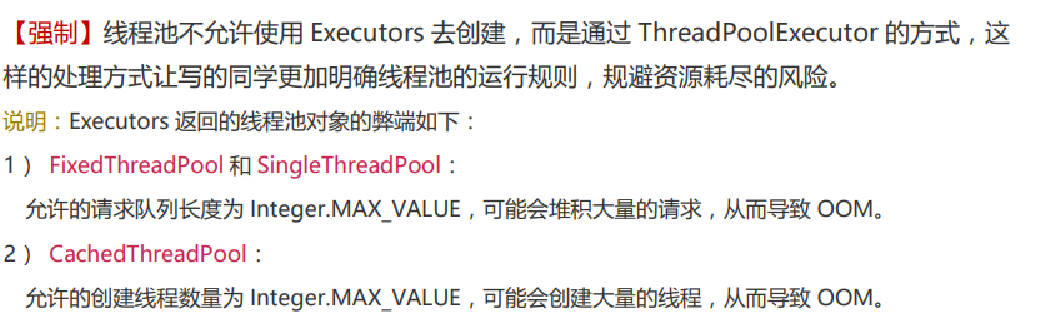 【强制】线程池不允许使用 Executors 去创建，而是通过 ThreadPoolExecutor 的方式，这
样的处理方式让写的同学更加明确线程池的运行规则，规避资源耗尽的风险。
说明：Executors 返回的线程池对象的弊端如下：
1） FixedThreadPool 和 SingleThreadPool：
允许的请求队列长度为 Integer.MAX_VALUE，可能会堆积大量的请求，从而导致 OOM。
2） CachedThreadPool：
允许的创建线程数量为 Integer.MAX_VALUE，可能会创建大量的线程，从而导致 OOM。